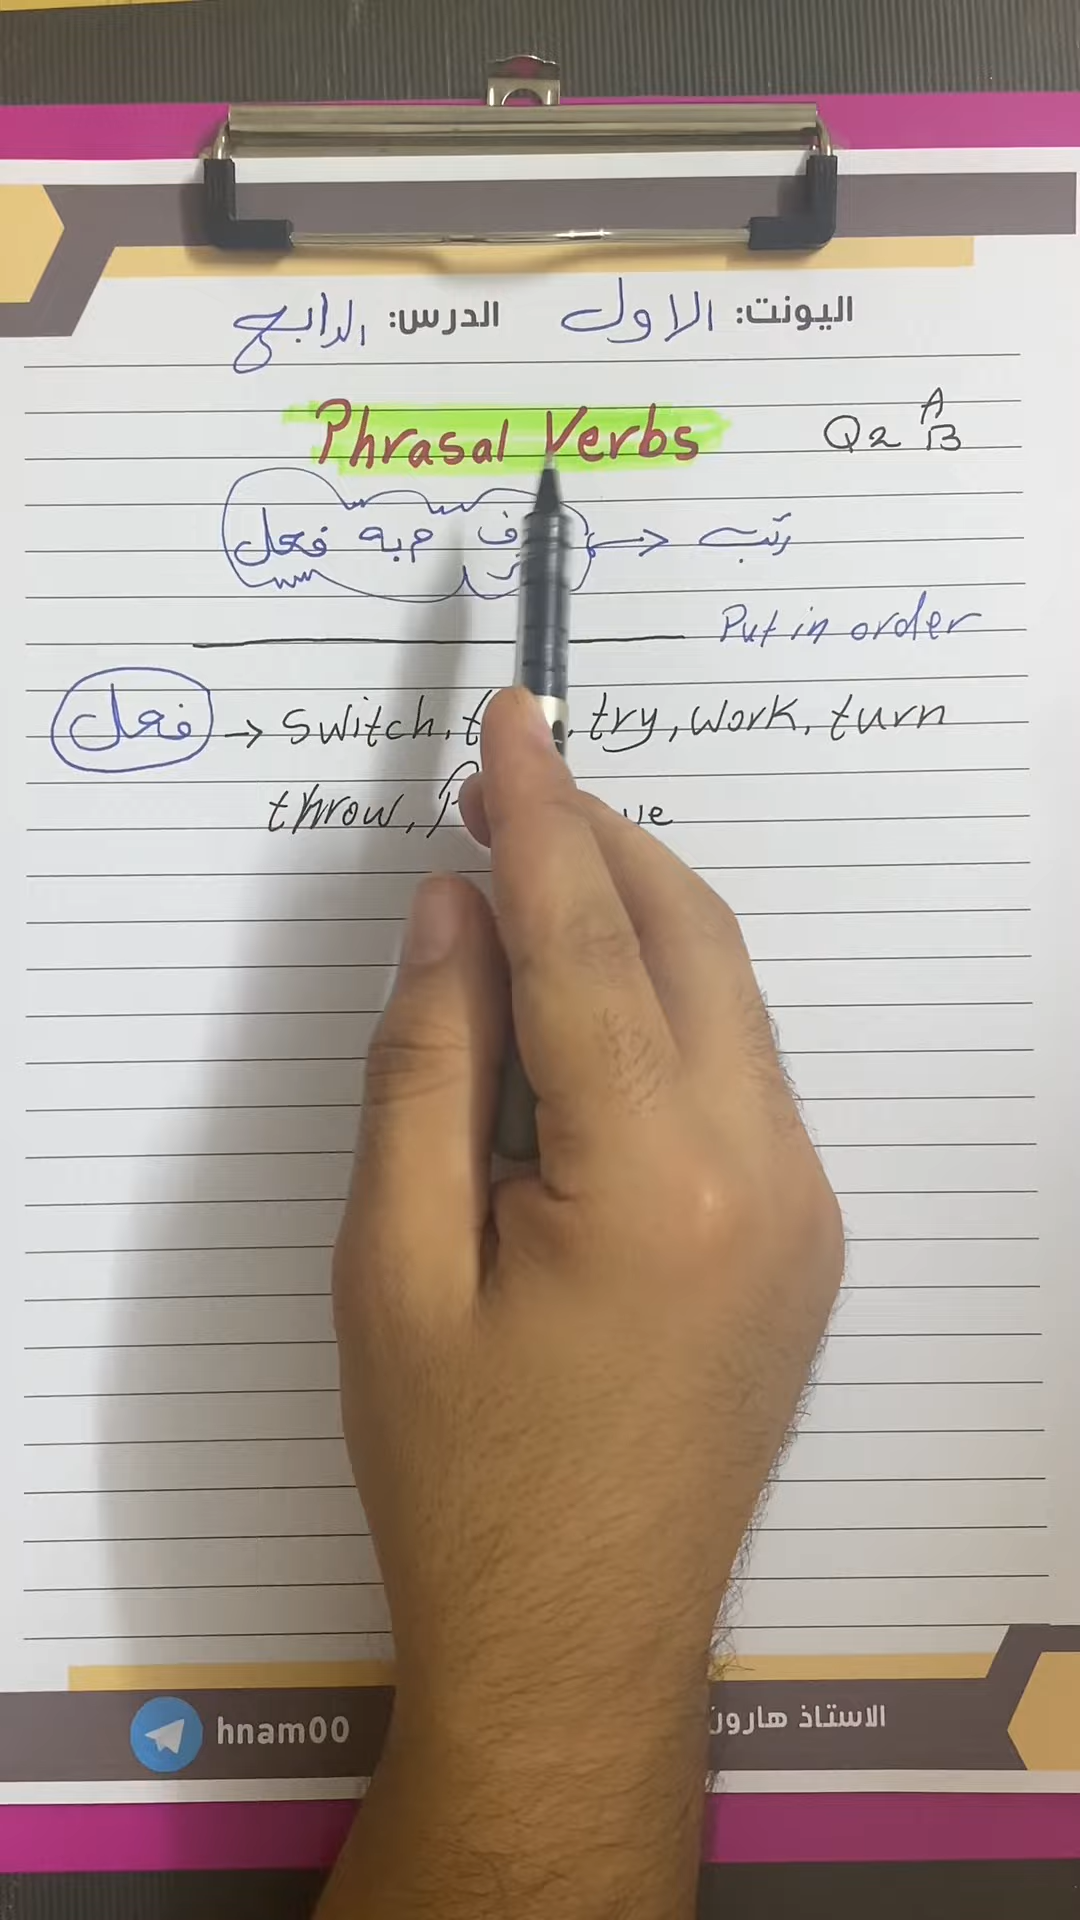 اليونت: الاول الدرس: الرابع
Phrasal Verbs
Q2 A B
رتب فعل م به
Put in order
فعل → switch, try, work, turn
throw,
hnam00 الاستاذ هارون